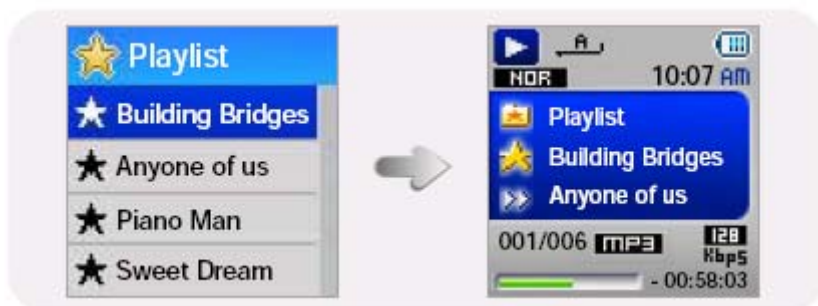 Playlist
Building Bridges
Anyone of us
Piano Man
Sweet Dream
A
NOR 10:07 AM
Playlist
Building Bridges
Anyone of us
001/006 MP3 128 Kbps
- 00:58:03